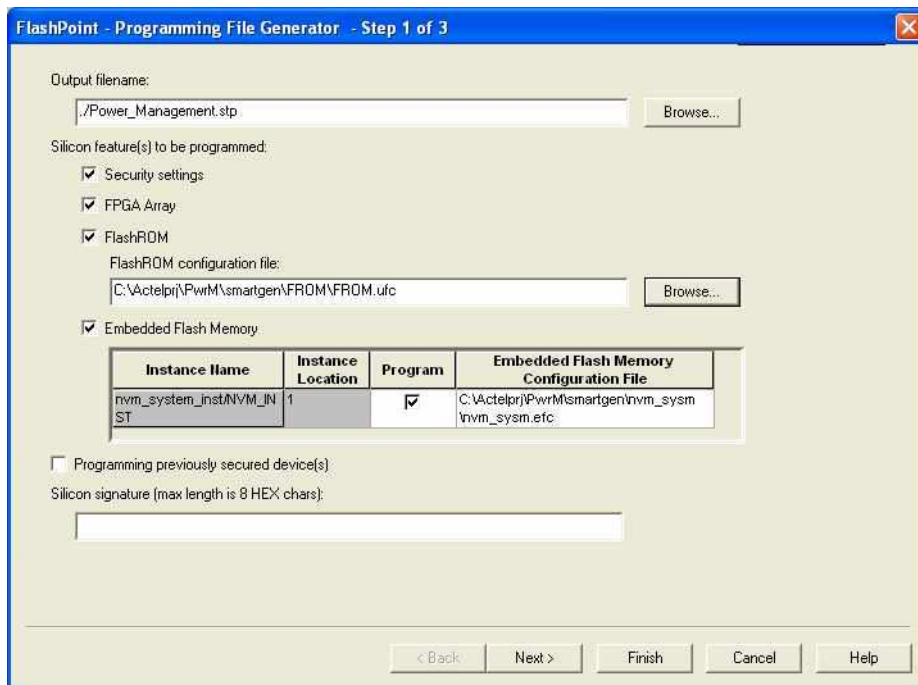 FlashPoint - Programming File Generator - Step 1 of 3
Output filename:
./Power_Management.stp
Browse...
Silicon feature(s) to be programmed:
Security settings
FPGA Array
FlashROM
FlashROM configuration file:
C:\Actelprj\PwrM\smartgen\FROM\FROM.ufc
Browse...
Embedded Flash Memory
Instance Name
Instance
Location
Program
Embedded Flash Memory
Configuration File
nvm_system_inst/NVM_IN
ST
1
C:\Actelprj\PwrM\smartgen\nvm_sysm
\nvm_sysm.efc
Programming previously secured device(s)
Silicon signature (max length is 8 HEX chars):
< Back
Next >
Finish
Cancel
Help